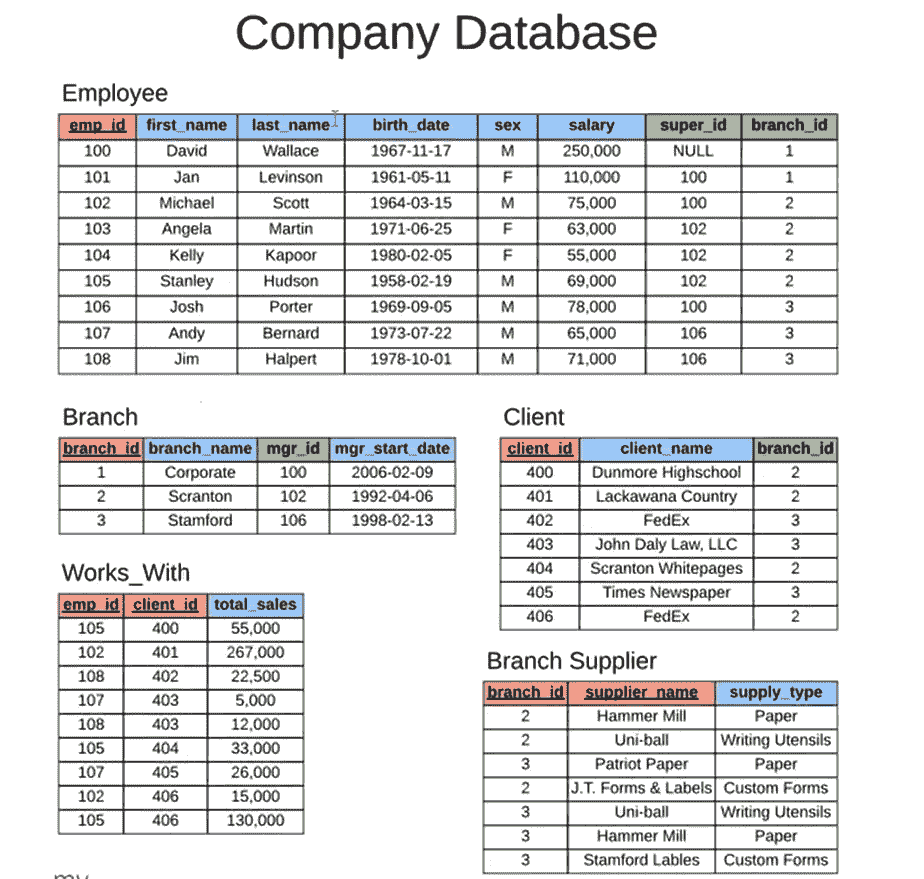 Company Database
Employee
emp_id first_name last_name birth_date sex salary super_id branch_id
100 David Wallace 1967-11-17 M 250,000 NULL 1
101 Jan Levinson 1961-05-11 F 110,000 100 1
102 Michael Scott 1964-03-15 M 75,000 100 2
103 Angela Martin 1971-06-25 F 63,000 102 2
104 Kelly Kapoor 1980-02-05 F 55,000 102 2
105 Stanley Hudson 1958-02-19 M 69,000 102 2
106 Josh Porter 1969-09-05 M 78,000 100 3
107 Andy Bernard 1973-07-22 M 65,000 106 3
108 Jim Halpert 1978-10-01 M 71,000 106 3
Branch
branch_id branch_name mgr_id mgr_start_date
1 Corporate 100 2006-02-09
2 Scranton 102 1992-04-06
3 Stamford 106 1998-02-13
Client
client_id client_name branch_id
400 Dunmore Highschool 2
401 Lackawana Country 2
402 FedEx 3
403 John Daly Law, LLC 3
404 Scranton Whitepages 2
405 Times Newspaper 3
406 FedEx 2
Works_With
emp_id client_id total_sales
105 400 55,000
102 401 267,000
108 402 22,500
107 403 5,000
108 403 12,000
105 404 33,000
107 405 26,000
102 406 15,000
105 406 130,000
Branch Supplier
branch_id supplier_name supply_type
2 Hammer Mill Paper
2 Uni-ball Writing Utensils
3 Patriot Paper Paper
2 J.T. Forms & Labels Custom Forms
3 Uni-ball Writing Utensils
3 Hammer Mill Paper
3 Stamford Lables Custom Forms